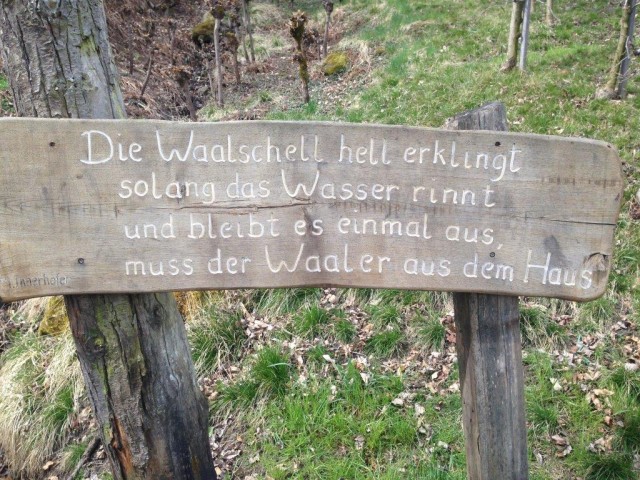 Die Waalschell hell erklingt
solang das Wasser rinnt
und bleibt es einmal aus,
muss der Waaler aus dem Haus
Innerhofer